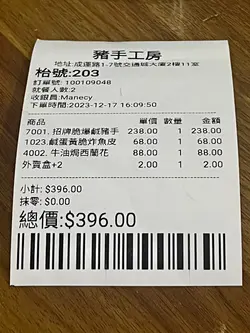 豬手工房
地址:成運路1.7號交通城大廈2樓11室
枱號:203
訂單號: 100109048
就餐人數:2
收銀員:Manecy
下單時間:2023-12-17 16:09:50
商品 單價 數量 金額
7001. 招牌脆爆鹹豬手 238.00 1 238.00
1023.鹹蛋黃脆炸魚皮 68.00 1 68.00
4002. 牛油焗西蘭花 88.00 1 88.00
外賣盒+2 2.00 1 2.00
小計: $396.00
抹零: $0.00
總價:$396.00